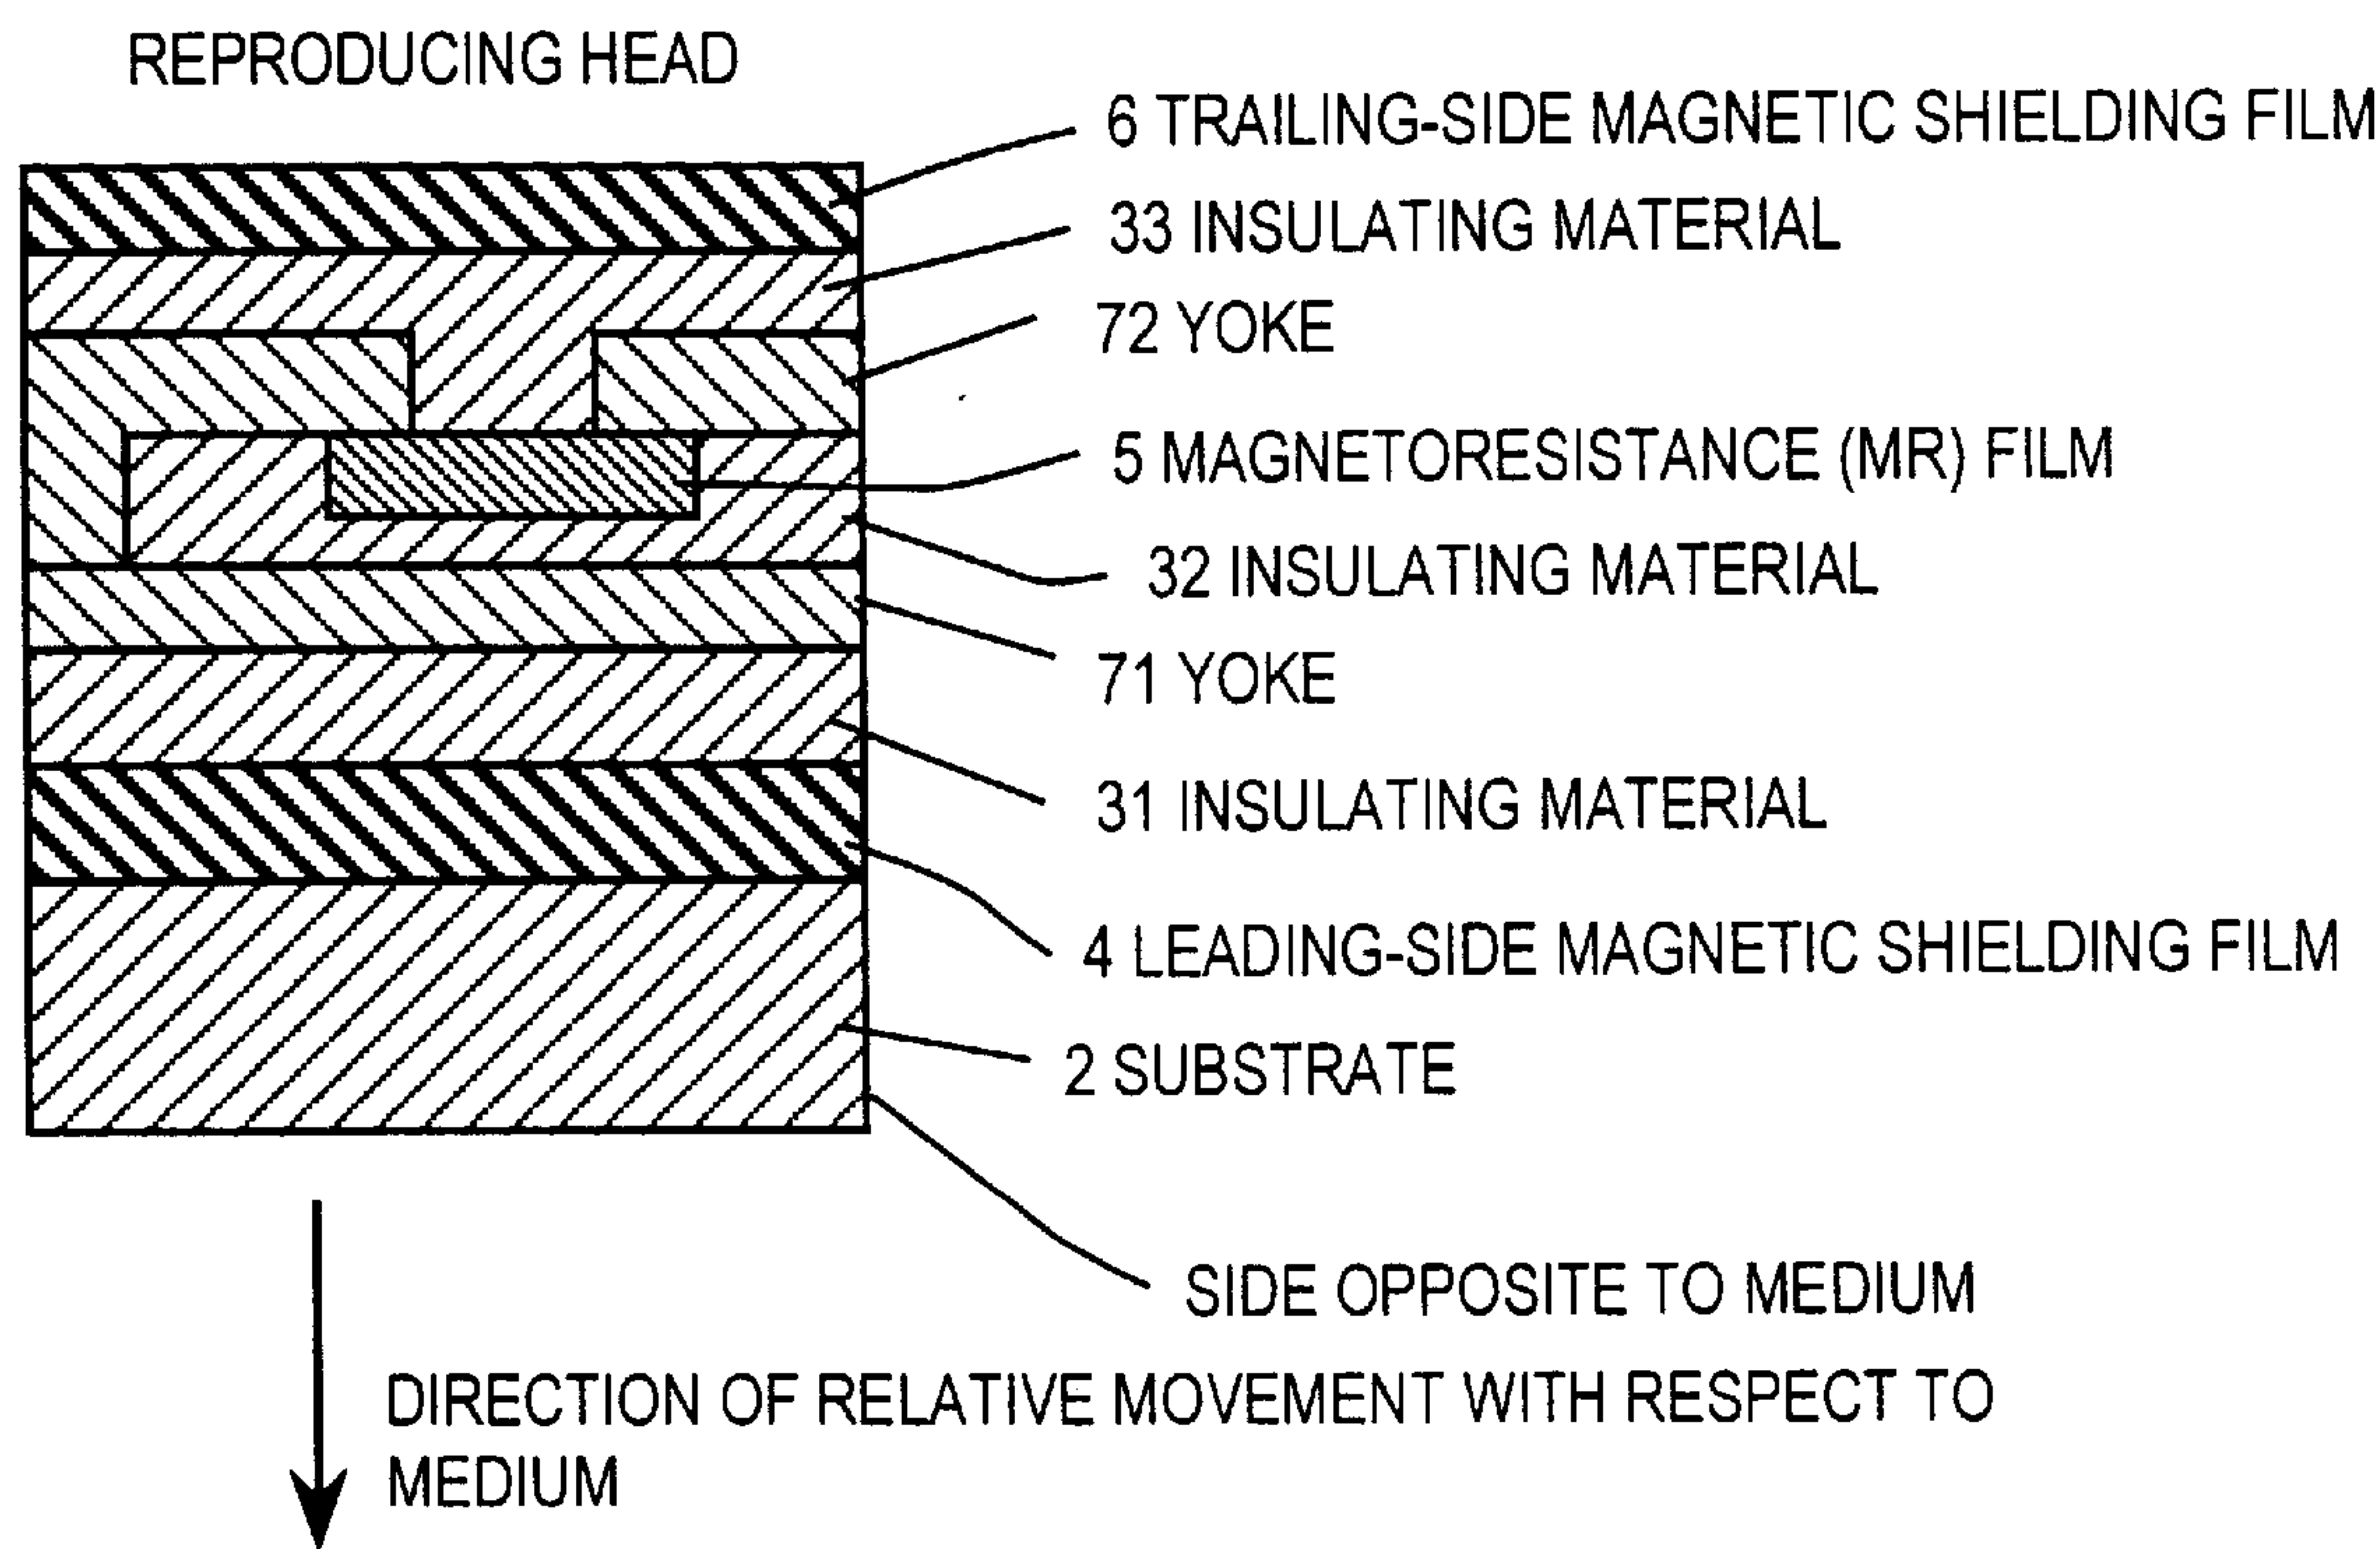 REPRODUCING HEAD
6 TRAILING-SIDE MAGNETIC SHIELDING FILM
33 INSULATING MATERIAL
72 YOKE
5 MAGNETORESISTANCE (MR) FILM
32 INSULATING MATERIAL
71 YOKE
31 INSULATING MATERIAL
4 LEADING-SIDE MAGNETIC SHIELDING FILM
2 SUBSTRATE
SIDE OPPOSITE TO MEDIUM
DIRECTION OF RELATIVE MOVEMENT WITH RESPECT TO
MEDIUM